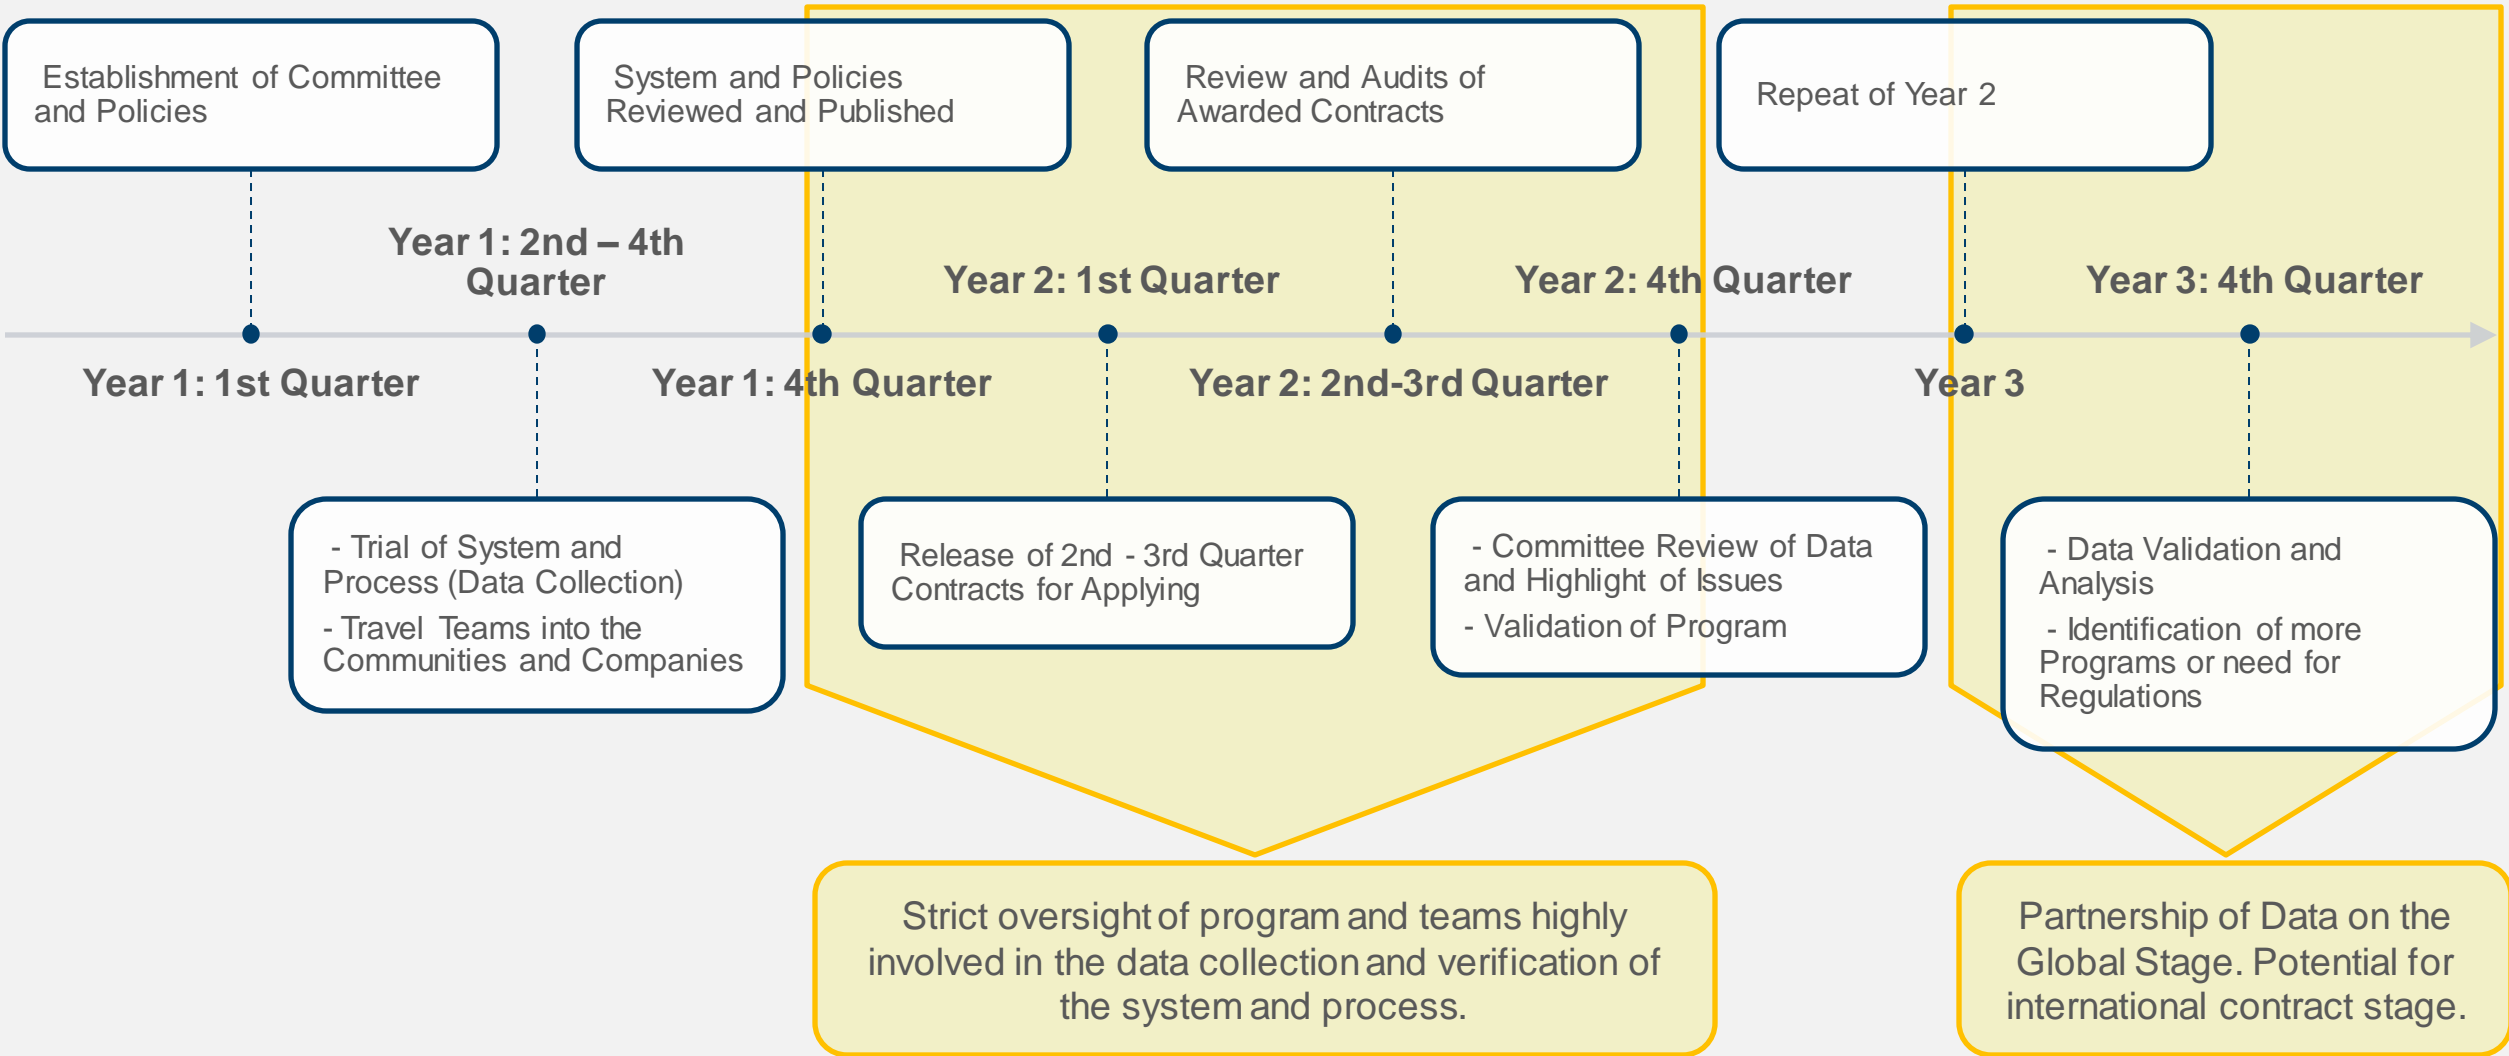 Establishment of Committee
and Policies
System and Policies
Reviewed and Published
Review and Audits of
Awarded Contracts
Repeat of Year 2
Year 1: 2nd – 4th
Quarter
Year 2: 1st Quarter
Year 2: 4th Quarter
Year 3: 4th Quarter
Year 1: 1st Quarter
Year 1: 4th Quarter
Year 2: 2nd-3rd Quarter
Year 3
- Trial of System and
Process (Data Collection)
- Travel Teams into the
Communities and Companies
Release of 2nd - 3rd Quarter
Contracts for Applying
- Committee Review of Data
and Highlight of Issues
- Validation of Program
- Data Validation and
Analysis
- Identification of more
Programs or need for
Regulations
Strict oversight of program and teams highly
involved in the data collection and verification of
the system and process.
Partnership of Data on the
Global Stage. Potential for
international contract stage.